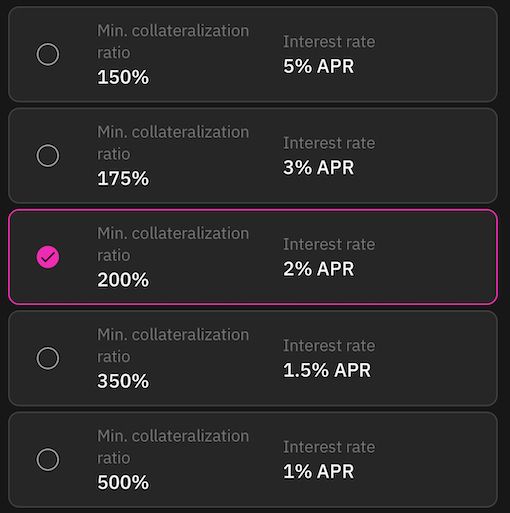 Min. collateralization
ratio
150%
Interest rate
5% APR
Min. collateralization
ratio
175%
Interest rate
3% APR
Min. collateralization
ratio
200%
Interest rate
2% APR
Min. collateralization
ratio
350%
Interest rate
1.5% APR
Min. collateralization
ratio
500%
Interest rate
1% APR